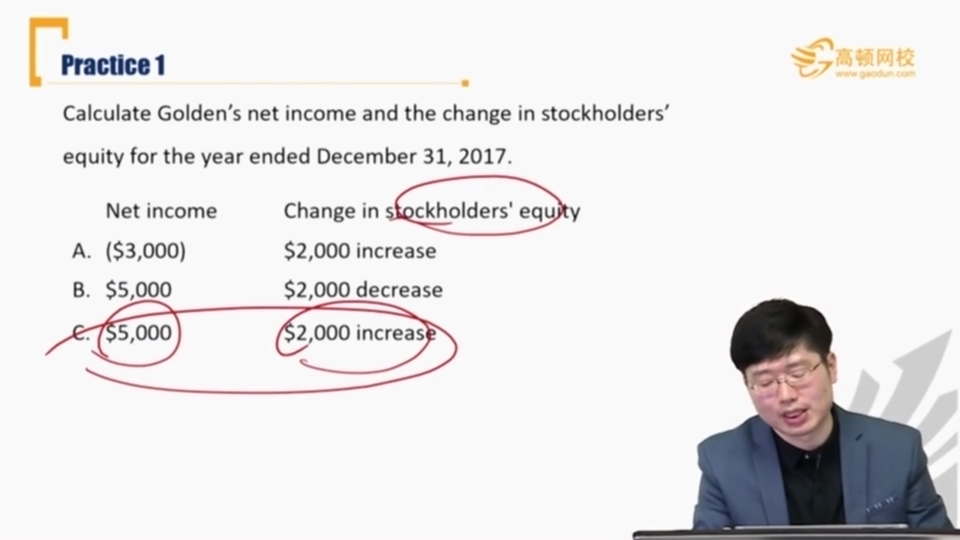 Practice 1
高顿网校
www.gaodun.com
Calculate Golden's net income and the change in stockholders'
equity for the year ended December 31, 2017.
Net income Change in stockholders' equity
A. ($3,000) $2,000 increase
B. $5,000 $2,000 decrease
C. $5,000 $2,000 increase